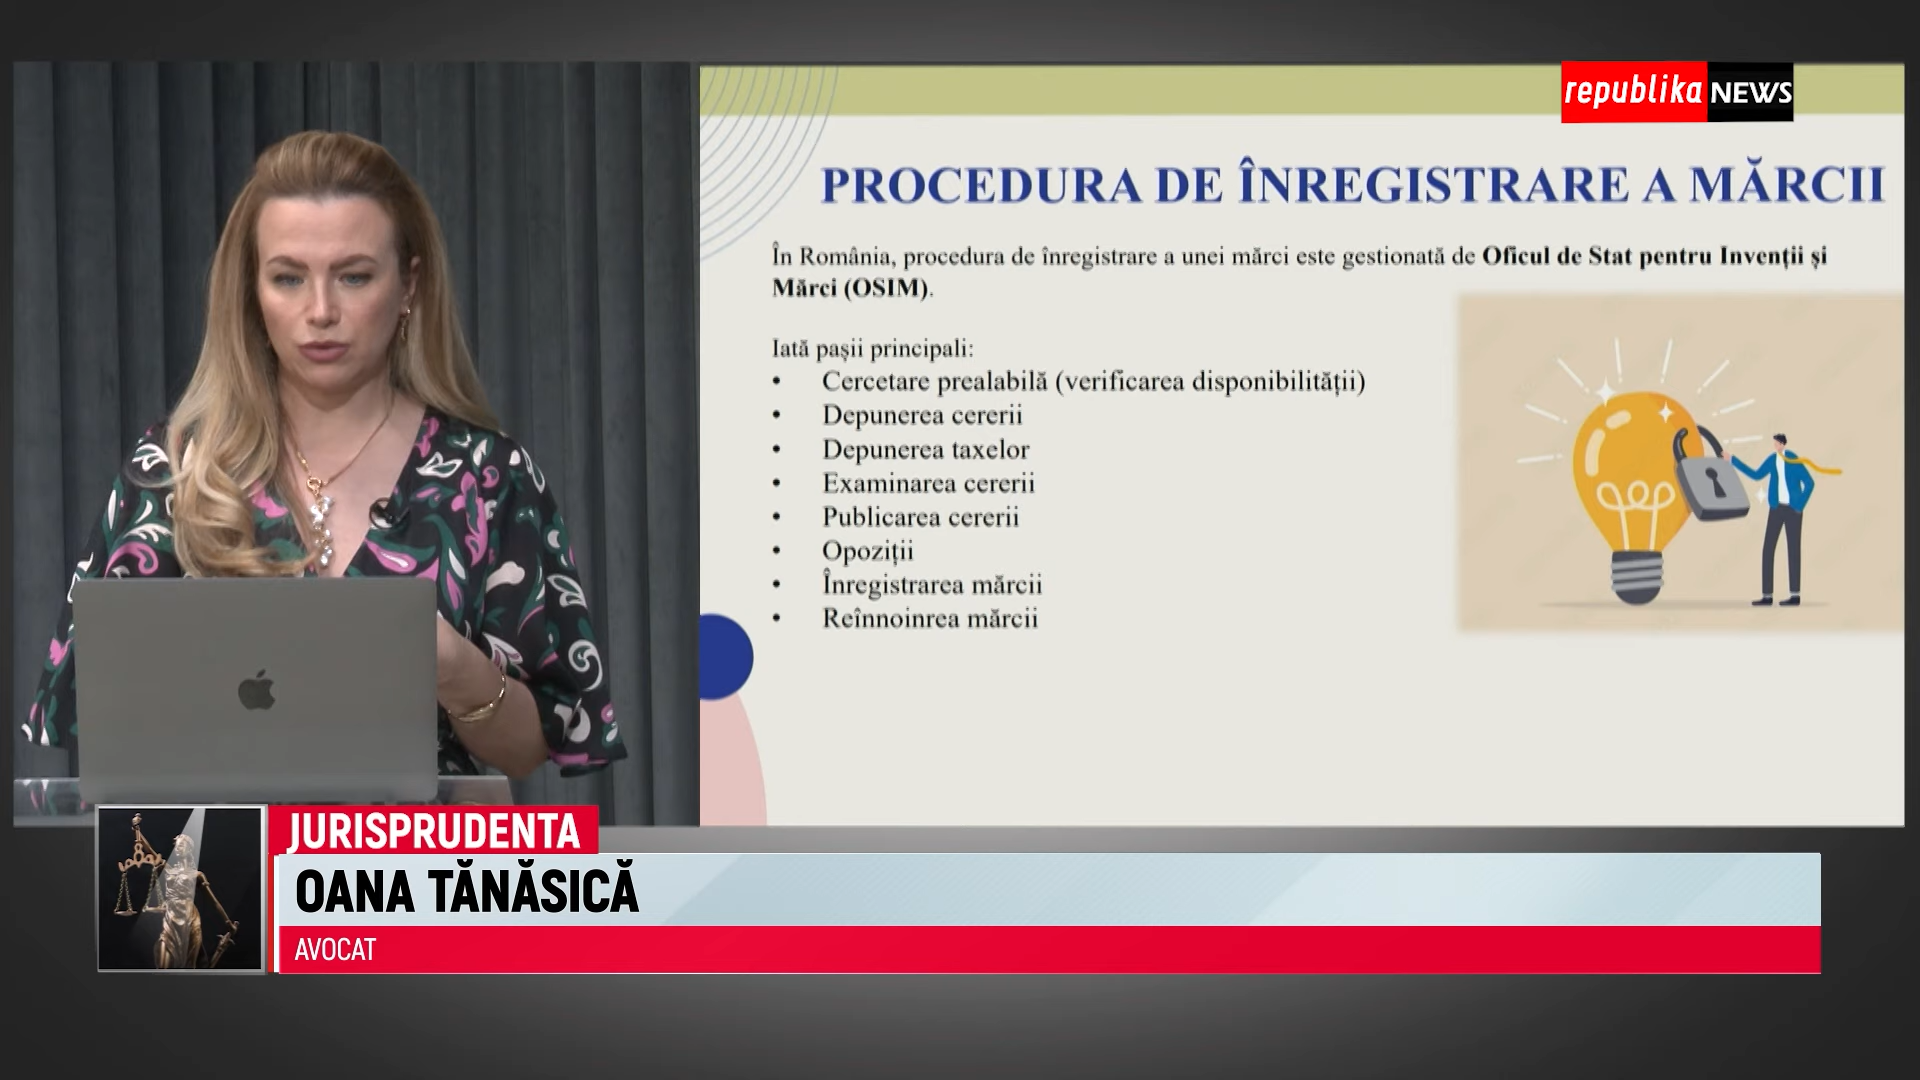 republika NEWS
PROCEDURA DE ÎNREGISTRARE A MĂRCII
În România, procedura de înregistrare a unei mărci este gestionată de Oficul de Stat pentru Invenții și
Mărci (OSIM).
Iată pașii principali:
• Cercetare prealabilă (verificarea disponibilității)
• Depunerea cererii
• Depunerea taxelor
• Examinarea cererii
• Publicarea cererii
• Opoziții
• Înregistrarea mărcii
• Reînnoinrea mărcii
JURISPRUDENTA
OANA TĂNĂSICĂ
AVOCAT